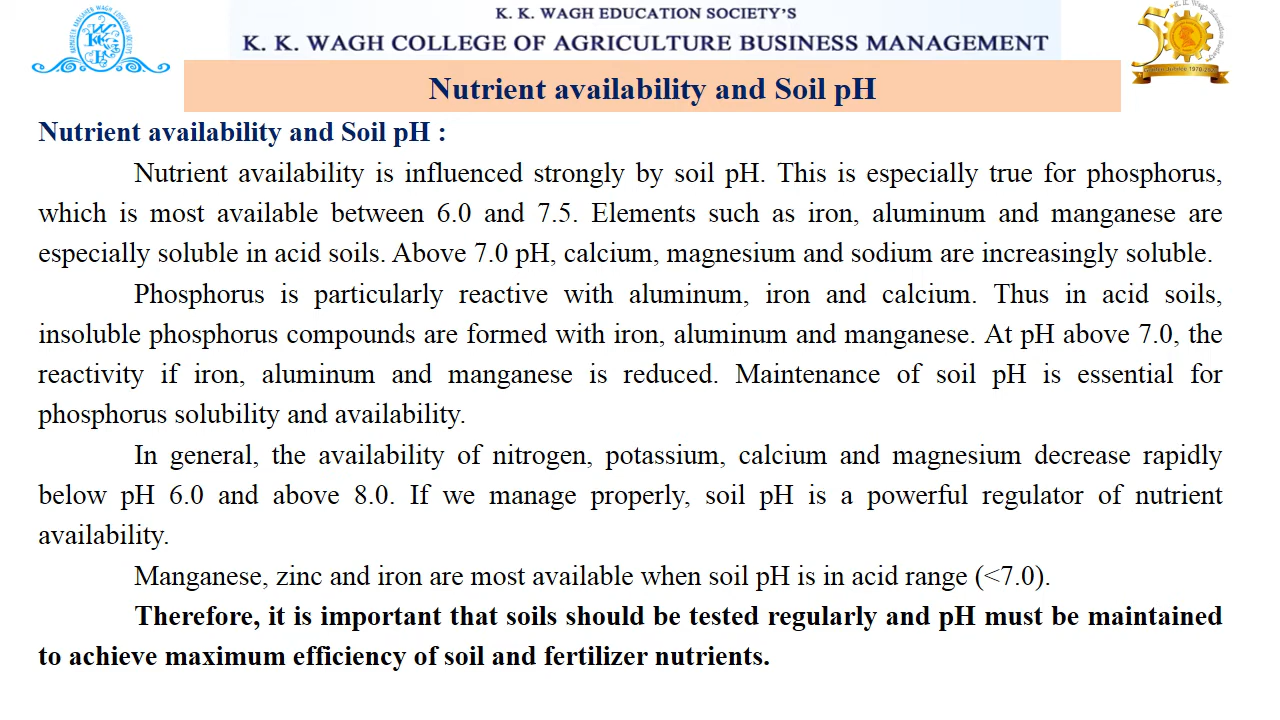 K. K. WAGH EDUCATION SOCIETY'S
K. K. WAGH COLLEGE OF AGRICULTURE BUSINESS MANAGEMENT
Nutrient availability and Soil pH
Nutrient availability and Soil pH :
Nutrient availability is influenced strongly by soil pH. This is especially true for phosphorus,
which is most available between 6.0 and 7.5. Elements such as iron, aluminum and manganese are
especially soluble in acid soils. Above 7.0 pH, calcium, magnesium and sodium are increasingly soluble.
Phosphorus is particularly reactive with aluminum, iron and calcium. Thus in acid soils,
insoluble phosphorus compounds are formed with iron, aluminum and manganese. At pH above 7.0, the
reactivity if iron, aluminum and manganese is reduced. Maintenance of soil pH is essential for
phosphorus solubility and availability.
In general, the availability of nitrogen, potassium, calcium and magnesium decrease rapidly
below pH 6.0 and above 8.0. If we manage properly, soil pH is a powerful regulator of nutrient
availability.
Manganese, zinc and iron are most available when soil pH is in acid range (<7.0).
Therefore, it is important that soils should be tested regularly and pH must be maintained
to achieve maximum efficiency of soil and fertilizer nutrients.